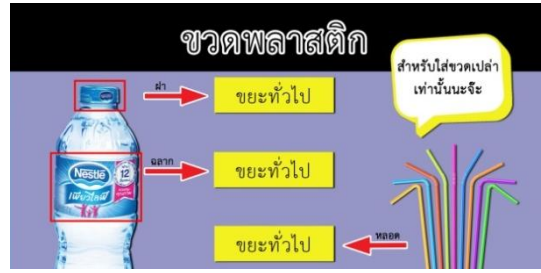 ขวดพลาสติก
สำหรับใส่ขวดเปล่า
เท่านั้นนะจ๊ะ
ฝา
ขยะทั่วไป
ฉลาก
ขยะทั่วไป
Nestlé
12
เพียวไลฟ์
หลอด
ขยะทั่วไป